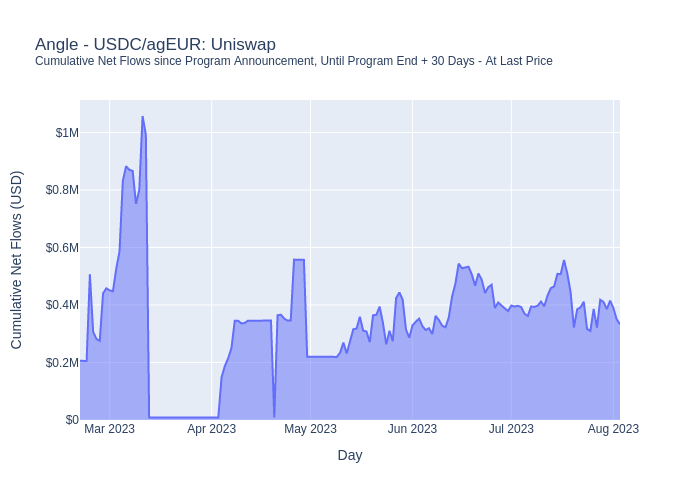 Angle - USDC/agEUR: Uniswap
Cumulative Net Flows since Program Announcement, Until Program End + 30 Days - At Last Price
Cumulative Net Flows (USD)
$1M
$0.8M
$0.6M
$0.4M
$0.2M
$0
Mar 2023 Apr 2023 May 2023 Jun 2023 Jul 2023 Aug 2023
Day